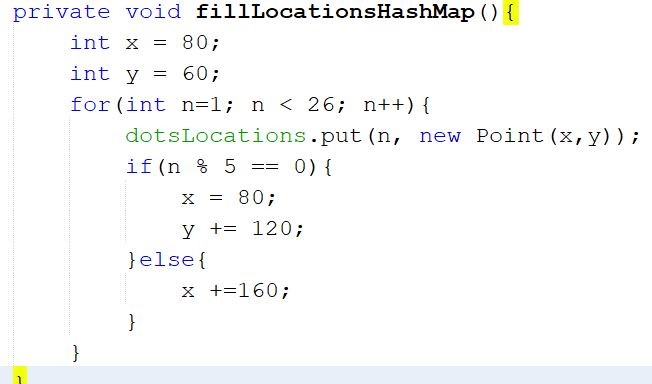 private void fillLocationsHashMap(){
    int x = 80;
    int y = 60;
    for(int n=1; n < 26; n++){
        dotsLocations.put(n, new Point(x,y));
        if(n % 5 == 0){
            x = 80;
            y += 120;
        }else{
            x +=160;
        }
    }
}